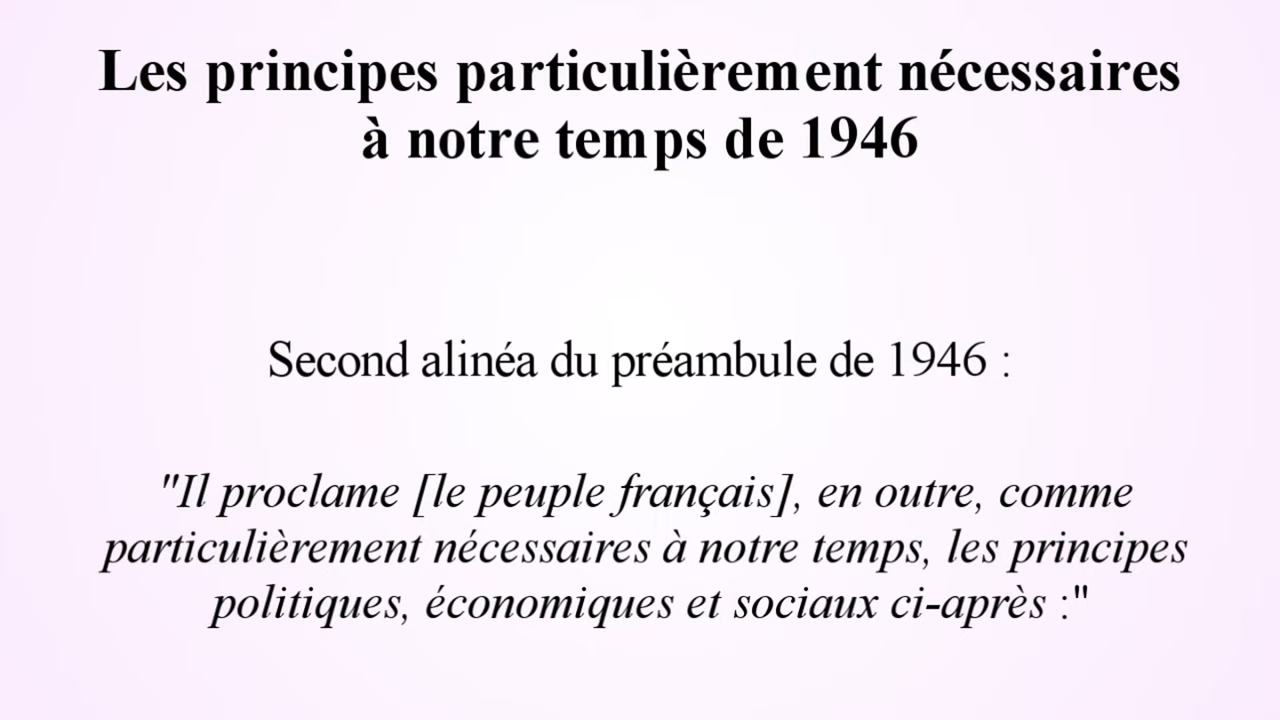 Les principes particulièrement nécessaires
à notre temps de 1946
Second alinéa du préambule de 1946 :
"Il proclame [le peuple français], en outre, comme
particulièrement nécessaires à notre temps, les principes
politiques, économiques et sociaux ci-après :"